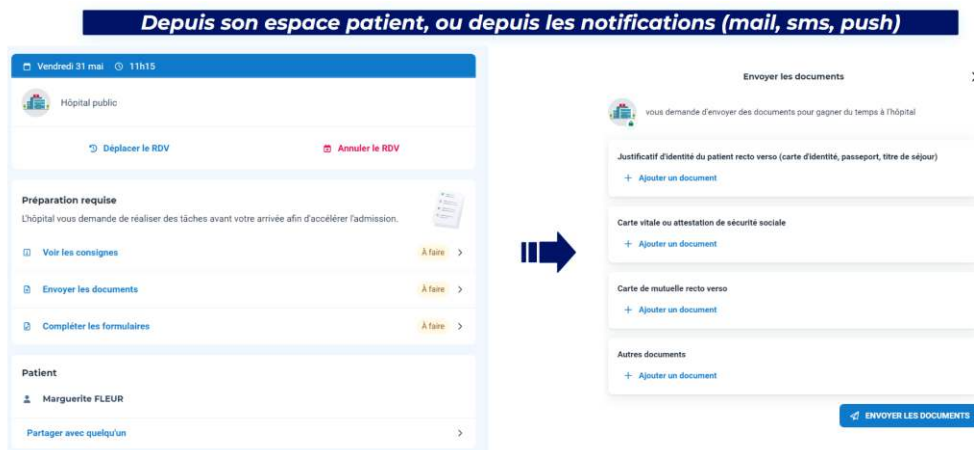 Depuis son espace patient, ou depuis les notifications (mail, sms, push)
Vendredi 31 mai 11h15
Hôpital public
Déplacer le RDV
Annuler le RDV
Préparation requise
L'hôpital vous demande de réaliser des tâches avant votre arrivée afin d'accélérer l'admission.
Voir les consignes
À faire
Envoyer les documents
À faire
Compléter les formulaires
À faire
Patient
Marguerite FLEUR
Partager avec quelqu'un
Envoyer les documents
vous demande d'envoyer des documents pour gagner du temps à l'hôpital
Justificatif d'identité du patient recto verso (carte d'identité, passeport, titre de séjour)
+ Ajouter un document
Carte vitale ou attestation de sécurité sociale
+ Ajouter un document
Carte de mutuelle recto verso
+ Ajouter un document
Autres documents
+ Ajouter un document
ENVOYER LES DOCUMENTS